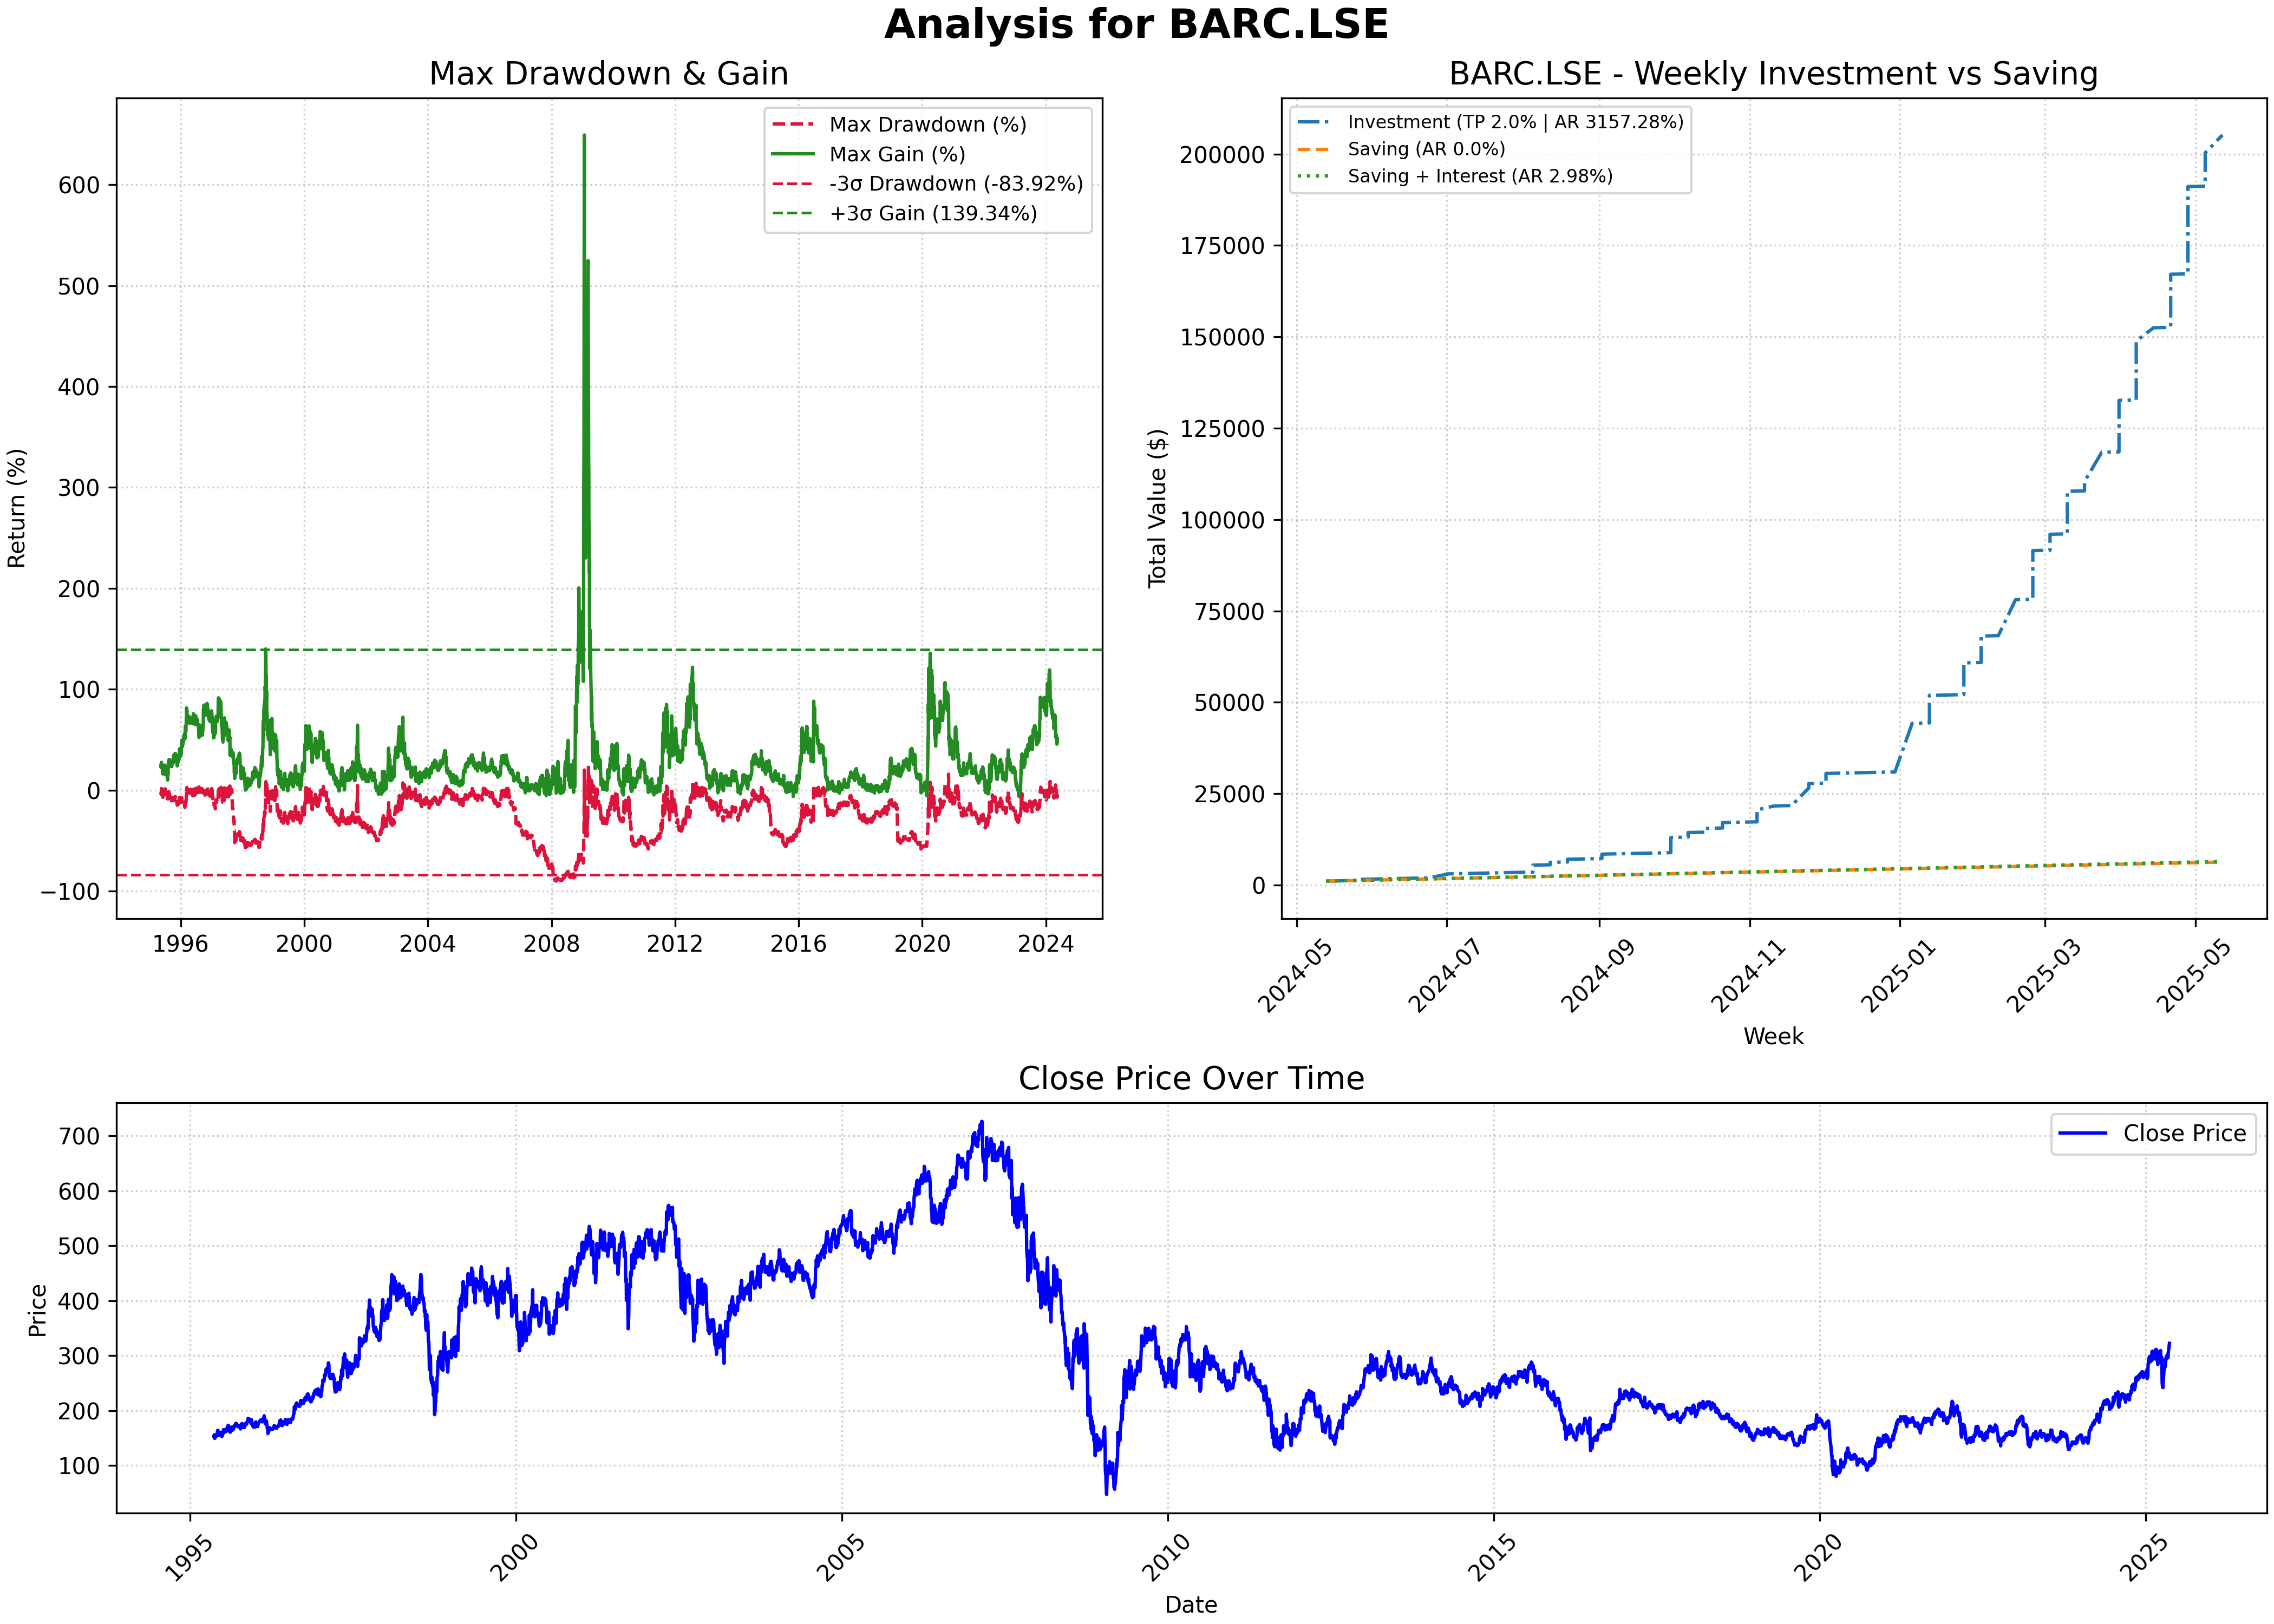 Analysis for BARC.LSE
Max Drawdown & Gain
Return (%)
600
500
400
300
200
100
0
−100
1996 2000 2004 2008 2012 2016 2020 2024
Max Drawdown (%)
Max Gain (%)
-3σ Drawdown (-83.92%)
+3σ Gain (139.34%)
BARC.LSE - Weekly Investment vs Saving
Total Value ($)
200000
175000
150000
125000
100000
75000
50000
25000
0
Investment (TP 2.0% | AR 3157.28%)
Saving (AR 0.0%)
Saving + Interest (AR 2.98%)
2024-05 2024-07 2024-09 2024-11 2025-01 2025-03 2025-05
Week
Close Price Over Time
Price
700
600
500
400
300
200
100
Close Price
1995 2000 2005 2010 2015 2020 2025
Date